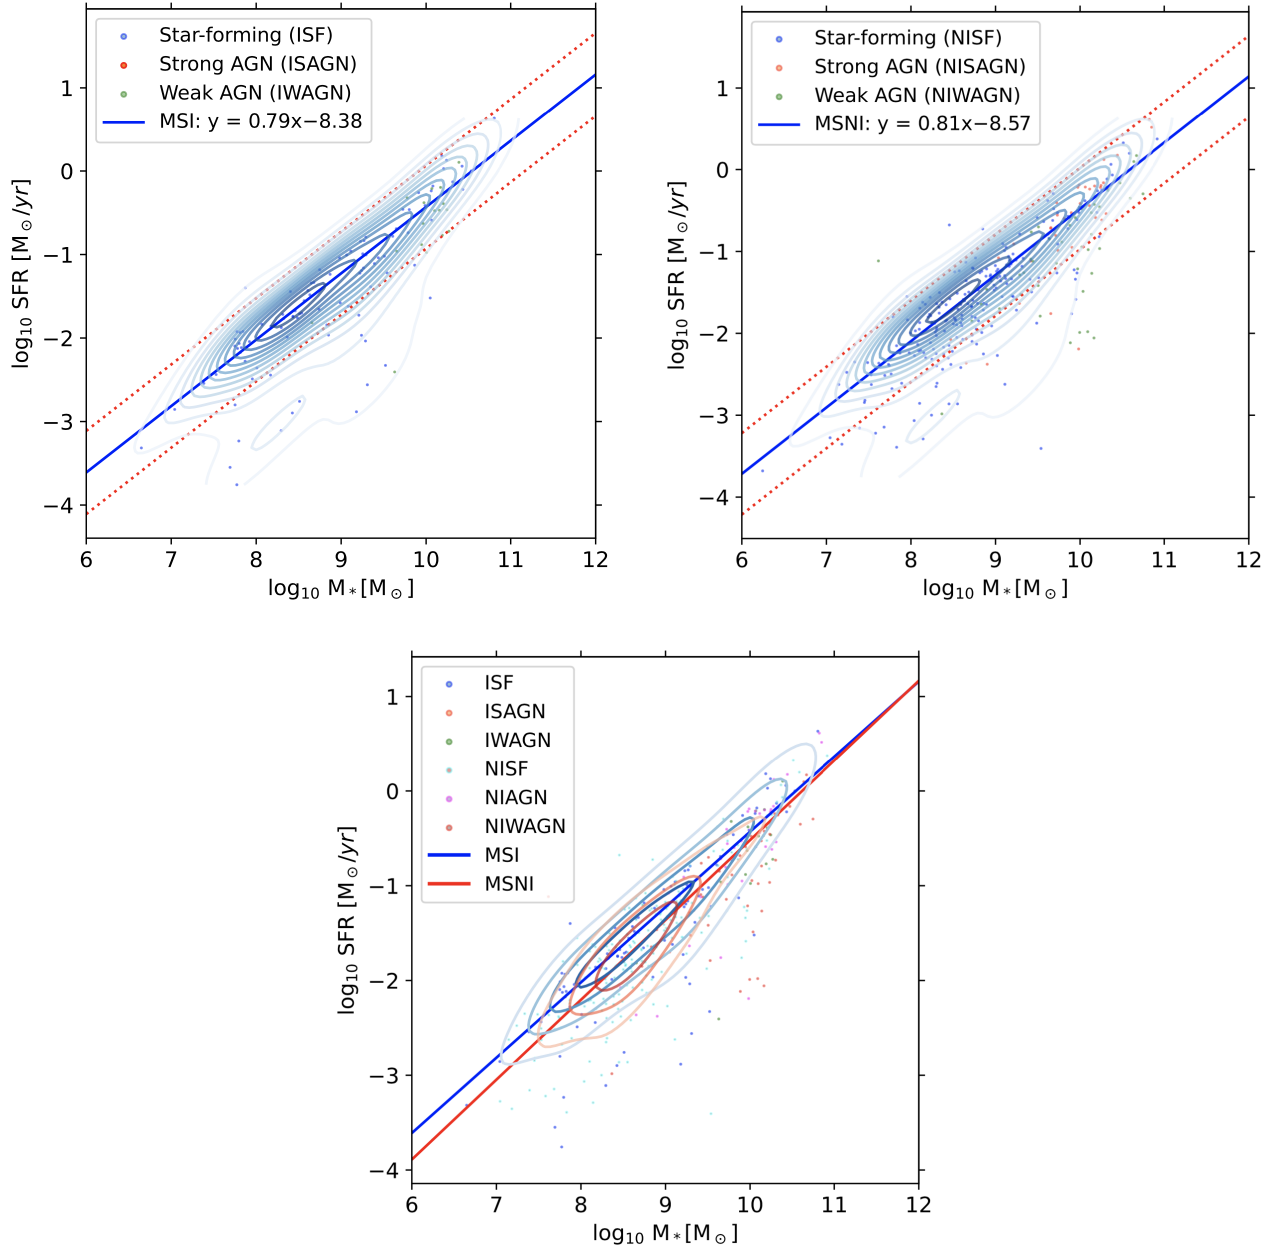 Star-forming (ISF)
Strong AGN (ISAGN)
Weak AGN (IWAGN)
MSI: y = 0.79x−8.38
1
0
−1
−2
−3
−4
log₁₀ SFR [M⊙/yr]
6 7 8 9 10 11 12
log₁₀ M*[M⊙]
Star-forming (NISF)
Strong AGN (NISAGN)
Weak AGN (NIWAGN)
MSNI: y = 0.81x−8.57
1
0
−1
−2
−3
−4
log₁₀ SFR [M⊙/yr]
6 7 8 9 10 11 12
log₁₀ M*[M⊙]
ISF
ISAGN
IWAGN
NISF
NIAGN
NIWAGN
MSI
MSNI
1
0
−1
−2
−3
−4
log₁₀ SFR [M⊙/yr]
6 7 8 9 10 11 12
log₁₀ M*[M⊙]